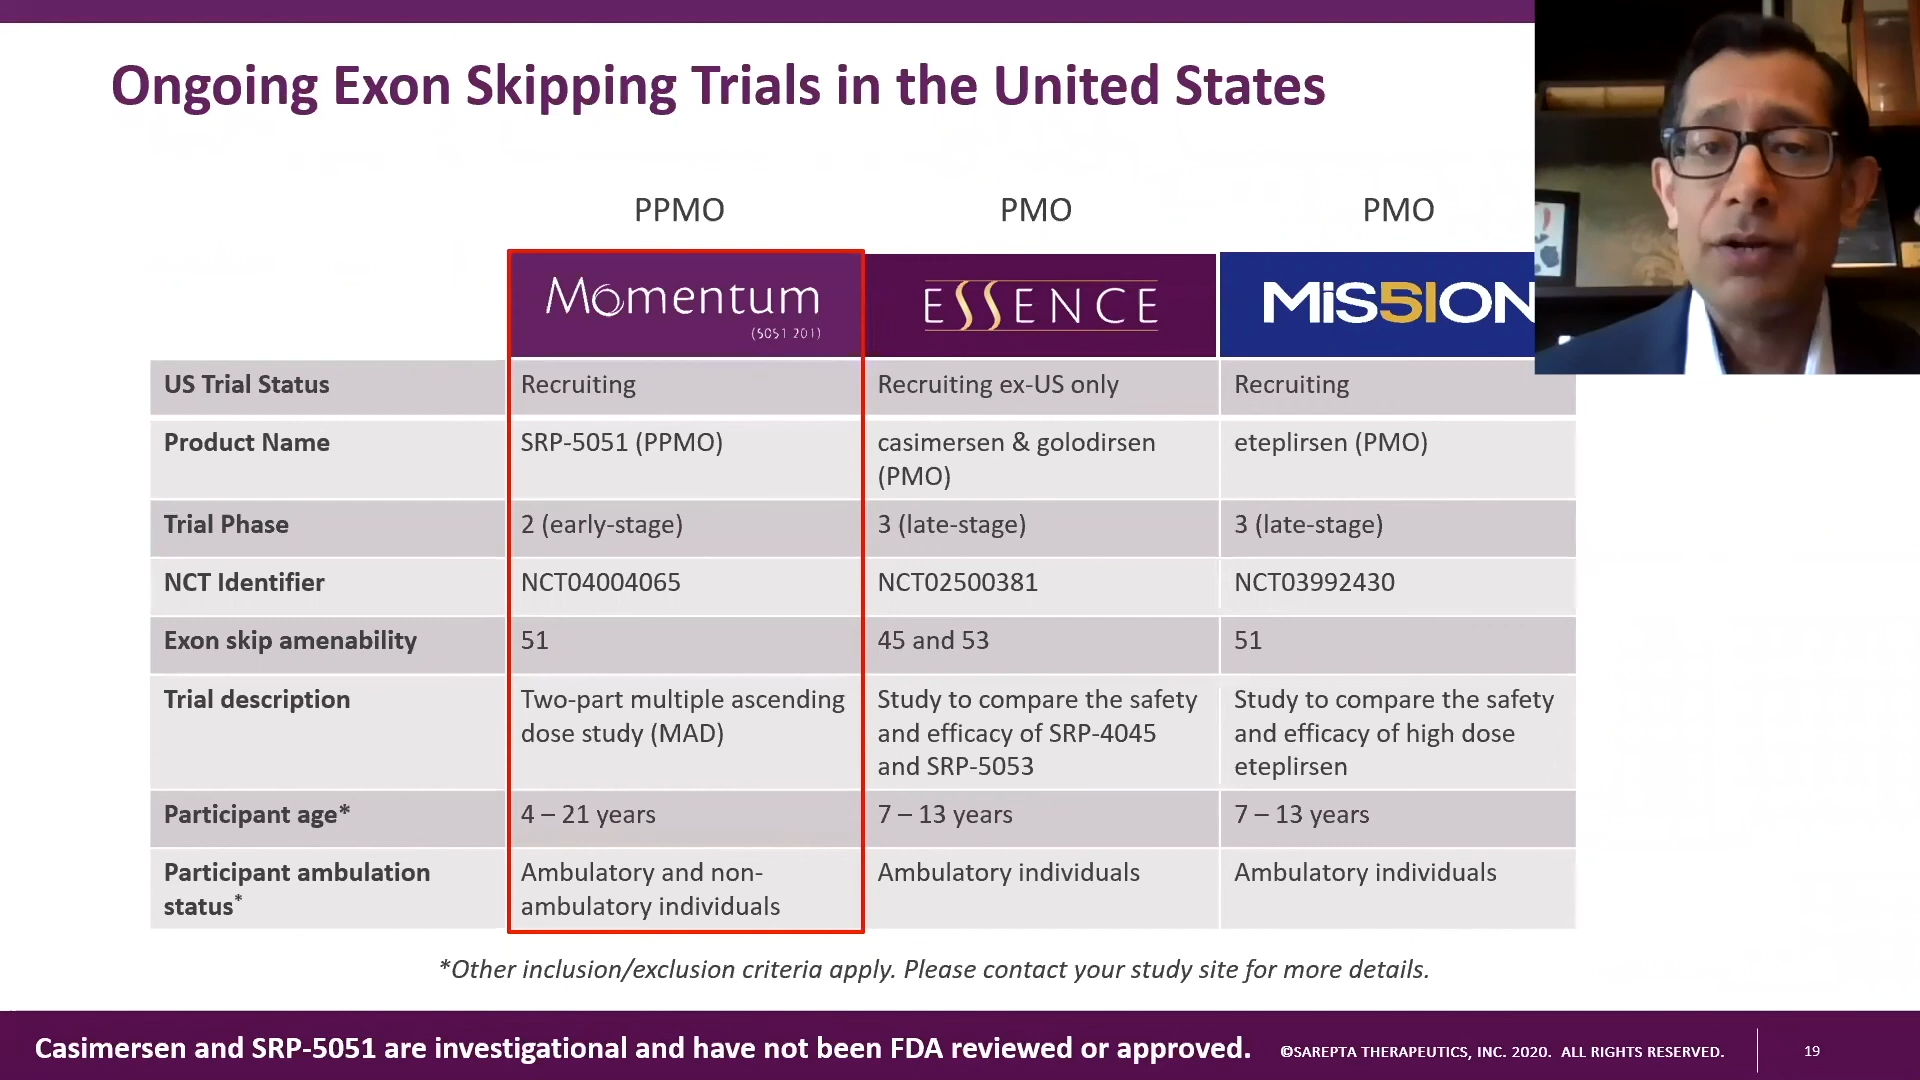 Ongoing Exon Skipping Trials in the United States
PPMO
PMO
PMO
Momentum
(5051 201)
ESSENCE
MiS51ON
US Trial Status
Recruiting
Recruiting ex-US only
Recruiting
Product Name
SRP-5051 (PPMO)
casimersen & golodirsen
(PMO)
eteplirsen (PMO)
Trial Phase
2 (early-stage)
3 (late-stage)
3 (late-stage)
NCT Identifier
NCT04004065
NCT02500381
NCT03992430
Exon skip amenability
51
45 and 53
51
Trial description
Two-part multiple ascending
dose study (MAD)
Study to compare the safety
and efficacy of SRP-4045
and SRP-5053
Study to compare the safety
and efficacy of high dose
eteplirsen
Participant age*
4 – 21 years
7 – 13 years
7 – 13 years
Participant ambulation
status*
Ambulatory and non-
ambulatory individuals
Ambulatory individuals
Ambulatory individuals
*Other inclusion/exclusion criteria apply. Please contact your study site for more details.
Casimersen and SRP-5051 are investigational and have not been FDA reviewed or approved.
©SAREPTA THERAPEUTICS, INC. 2020. ALL RIGHTS RESERVED.
19